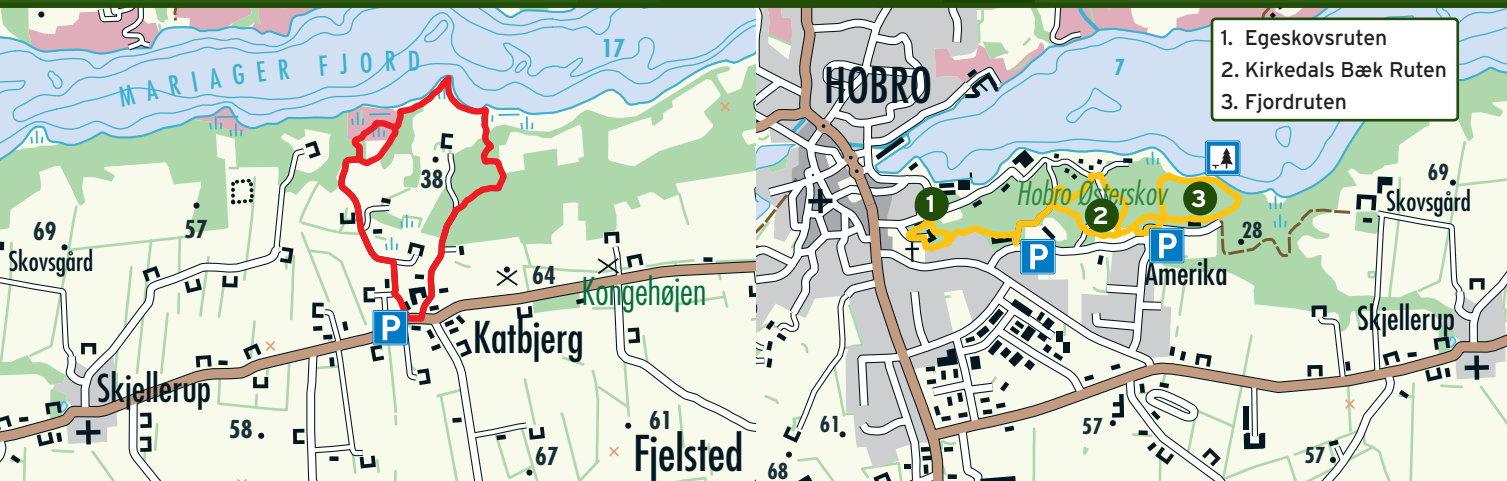 MARIAGER FJORD
17
38
57
69
Skovsgård
64
Kongehøjen
P
Katbjerg
Skjellerup
58
61
67
Fjelsted
HOBRO
7
1. Egeskovsruten
2. Kirkedals Bæk Ruten
3. Fjordruten
1
Hobro Østerskov
2
3
69
Skovsgård
28
P
P
Amerika
Skjellerup
61
57
57
68